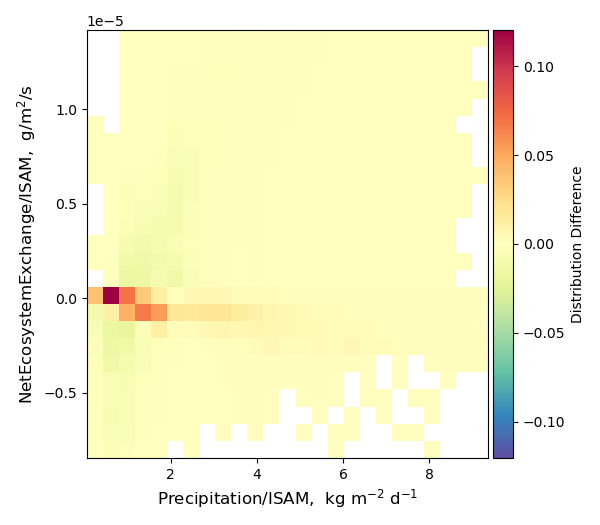 1e−5
1.0
0.5
0.0
−0.5
NetEcosystemExchange/ISAM, g/m²/s
2 4 6 8
Precipitation/ISAM, kg m⁻² d⁻¹
0.10
0.05
0.00
−0.05
−0.10
Distribution Difference